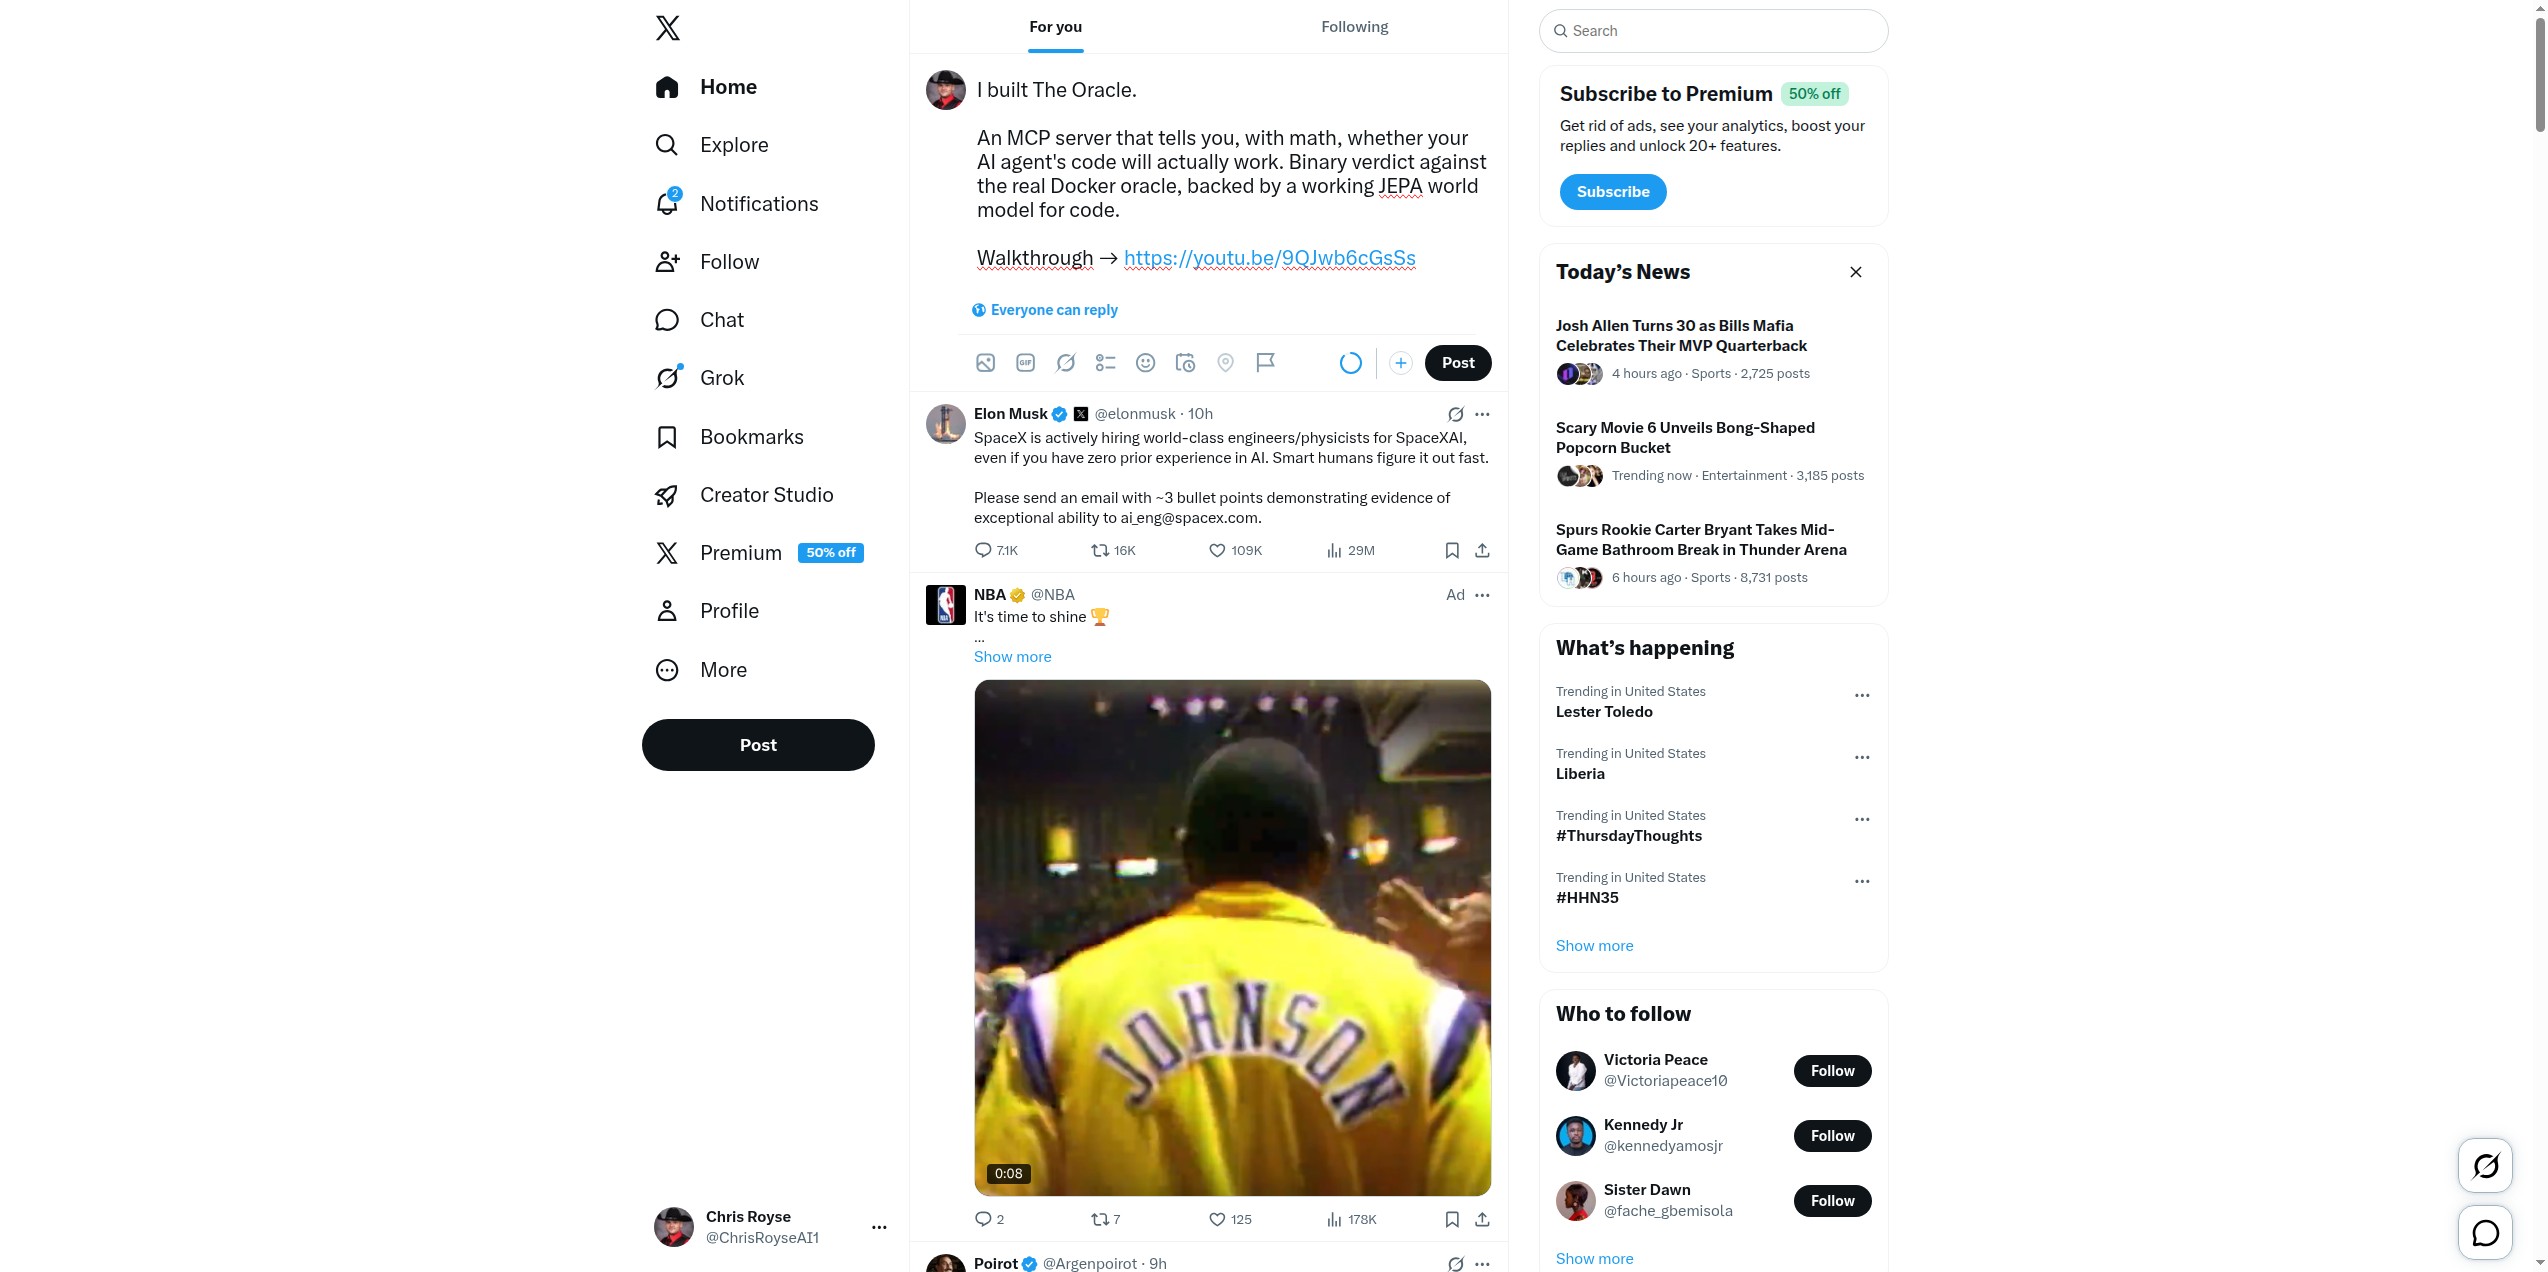 Home
Explore
2
Notifications
Follow
Chat
Grok
Bookmarks
Creator Studio
Premium 50% off
Profile
More
Post
Chris Royse
@ChrisRoyseAI1
For you
Following
I built The Oracle.
An MCP server that tells you, with math, whether your
AI agent's code will actually work. Binary verdict against
the real Docker oracle, backed by a working JEPA world
model for code.
Walkthrough → https://youtu.be/9QJwb6cGsSs
Everyone can reply
GIF
Post
Elon Musk @elonmusk · 10h
SpaceX is actively hiring world-class engineers/physicists for SpaceXAI,
even if you have zero prior experience in AI. Smart humans figure it out fast.
Please send an email with ~3 bullet points demonstrating evidence of
exceptional ability to ai_eng@spacex.com.
7.1K 16K 109K 29M
NBA @NBA Ad
It's time to shine 🏆
...
Show more
JOHNSON
0:08
2 7 125 178K
Poirot @Argenpoirot · 9h
Search
Subscribe to Premium 50% off
Get rid of ads, see your analytics, boost your
replies and unlock 20+ features.
Subscribe
Today’s News
Josh Allen Turns 30 as Bills Mafia
Celebrates Their MVP Quarterback
4 hours ago · Sports · 2,725 posts
Scary Movie 6 Unveils Bong-Shaped
Popcorn Bucket
Trending now · Entertainment · 3,185 posts
Spurs Rookie Carter Bryant Takes Mid-
Game Bathroom Break in Thunder Arena
6 hours ago · Sports · 8,731 posts
What’s happening
Trending in United States
Lester Toledo
Trending in United States
Liberia
Trending in United States
#ThursdayThoughts
Trending in United States
#HHN35
Show more
Who to follow
Victoria Peace
@Victoriapeace10
Follow
Kennedy Jr
@kennedyamosjr
Follow
Sister Dawn
@fache_gbemisola
Follow
Show more